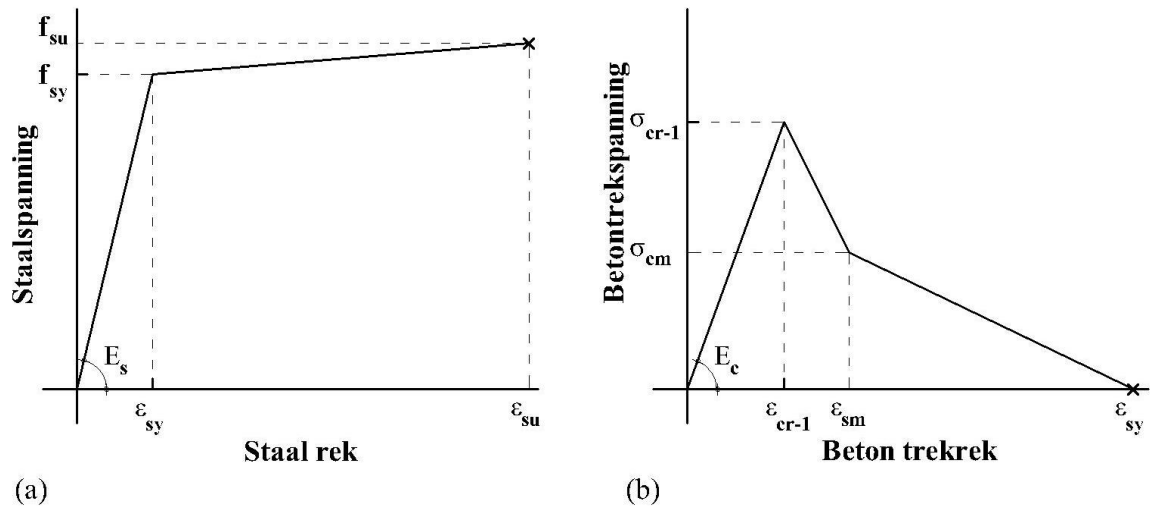 f_su
f_sy
Staalspanning
E_s
ε_sy
ε_su
Staal rek
(a)
σ_cr-1
σ_cm
Betontrekspanning
E_c
ε_cr-1
ε_sm
ε_sy
Beton trekrek
(b)